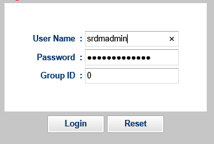 User Name : srdmadmin ×
Password : •••••••••••••
Group ID : 0
Login Reset